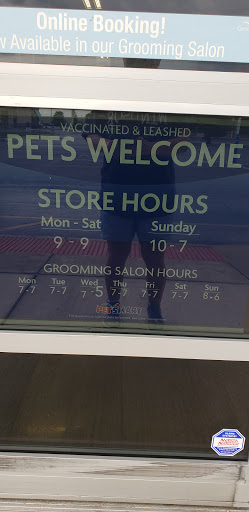 Online Booking!
w Available in our Grooming Salon
VACCINATED & LEASHED
PETS WELCOME
STORE HOURS
Mon - Sat Sunday
9 - 9 10 - 7
GROOMING SALON HOURS
Mon Tue Wed Thu Fri Sat Sun
7-7 7-7 7-5 7-7 7-7 7-7 8-6
PETSMART